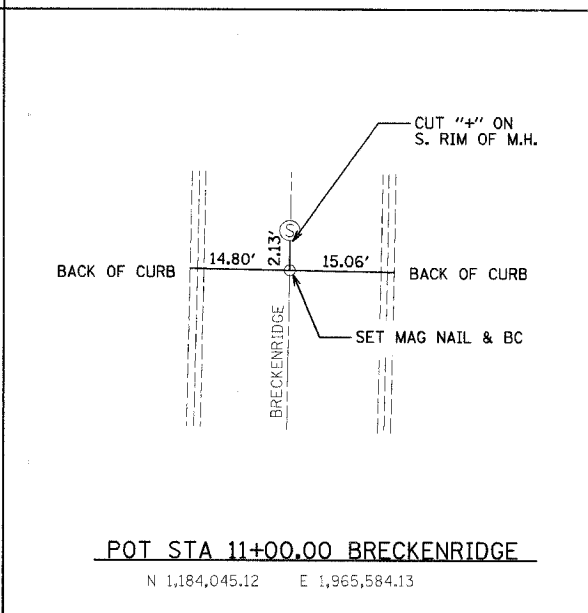 CUT "+" ON
S. RIM OF M.H.
S
14.80'
2.13'
15.06'
BACK OF CURB
BACK OF CURB
SET MAG NAIL & BC
BRECKENRIDGE
POT STA 11+00.00 BRECKENRIDGE
N 1,184,045.12 E 1,965,584.13